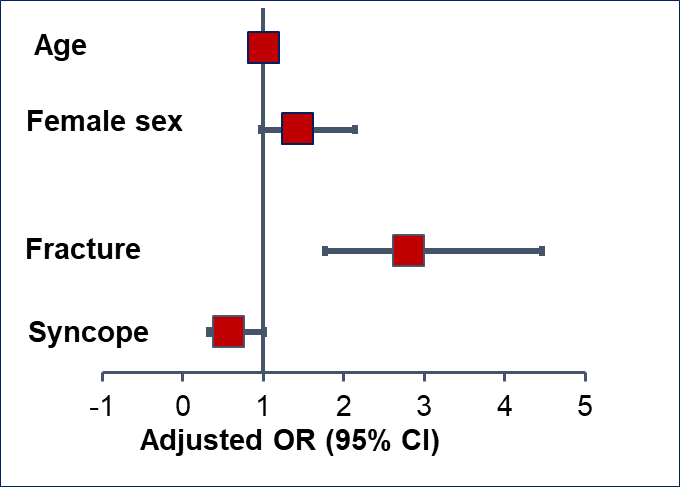 Age
Female sex
Fracture
Syncope
-1 0 1 2 3 4 5
Adjusted OR (95% CI)